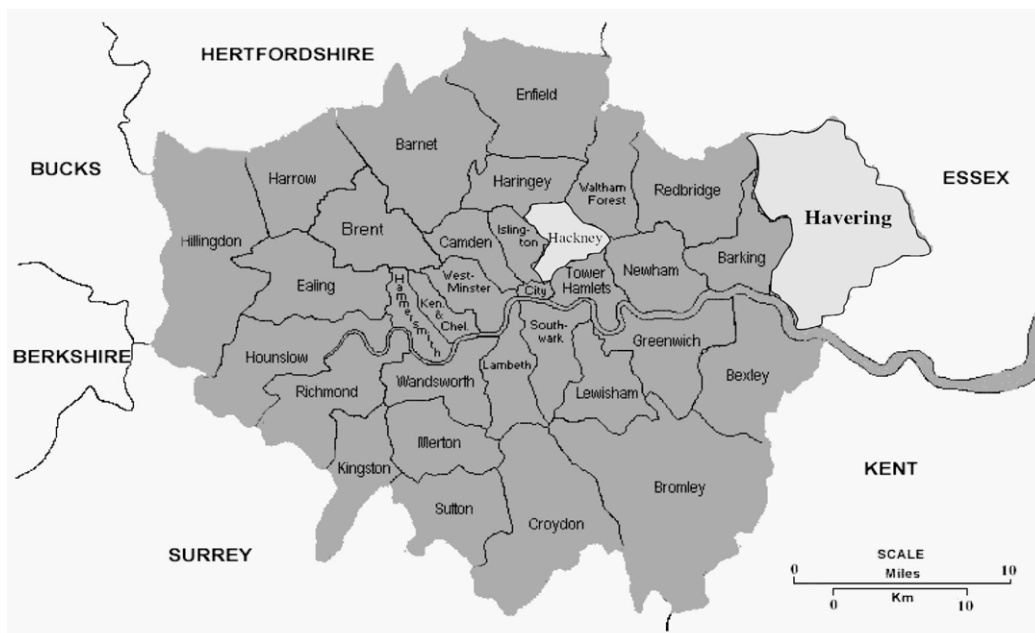 HERTFORDSHIRE
Enfield
Barnet
BUCKS
Harrow
Haringey
Waltham
Forest
Redbridge
ESSEX
Havering
Hillingdon
Brent
Camden
Isling-
ton
Hackney
Barking
Ealing
West-
Minster
City
Tower
Hamlets
Newham
Hammersmith
Ken.
&
Chel.
BERKSHIRE
Hounslow
South-
wark
Greenwich
Richmond
Wandsworth
Lambeth
Lewisham
Bexley
Merton
Kingston
KENT
Sutton
Croydon
Bromley
SURREY
SCALE
0 Miles 10
0 Km 10